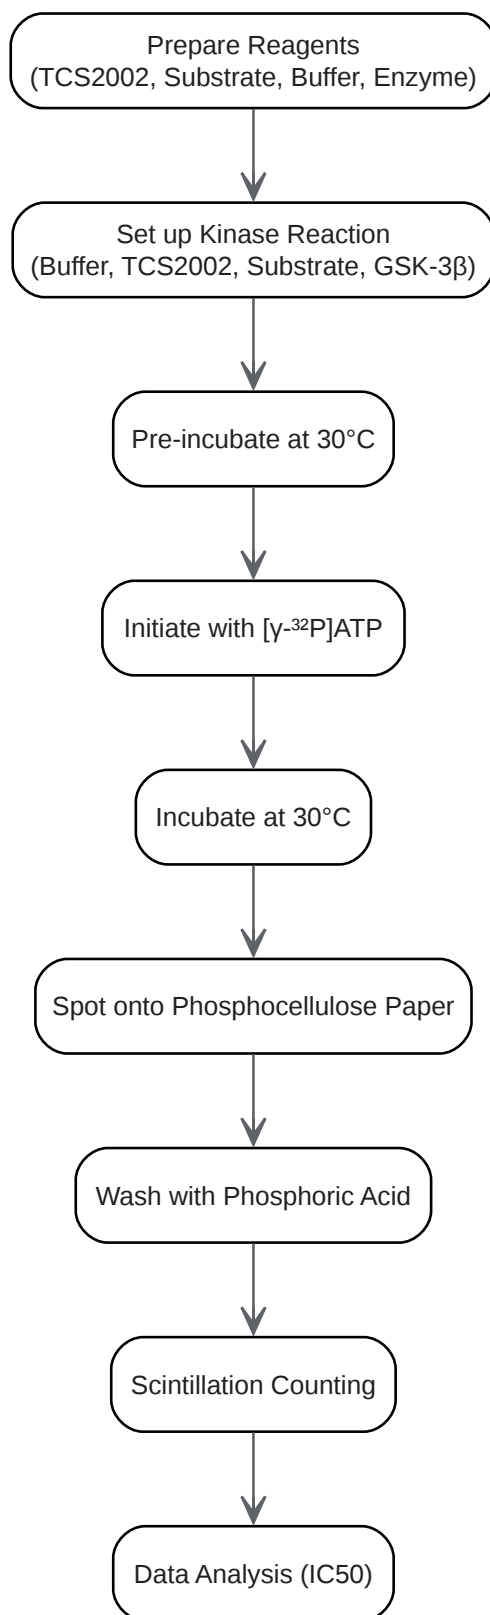 Prepare Reagents
(TCS2002, Substrate, Buffer, Enzyme)
Set up Kinase Reaction
(Buffer, TCS2002, Substrate, GSK-3β)
Pre-incubate at 30°C
Initiate with [γ-³²P]ATP
Incubate at 30°C
Spot onto Phosphocellulose Paper
Wash with Phosphoric Acid
Scintillation Counting
Data Analysis (IC50)